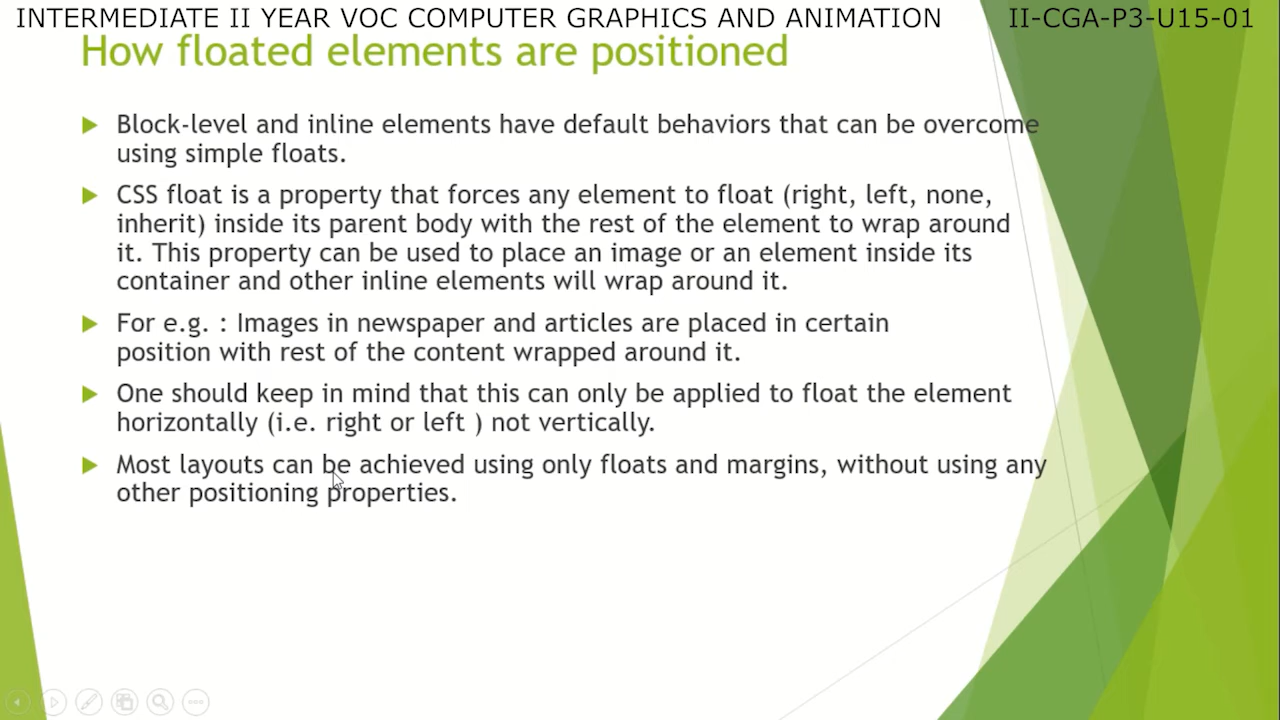 INTERMEDIATE II YEAR VOC COMPUTER GRAPHICS AND ANIMATION II-CGA-P3-U15-01
How floated elements are positioned
Block-level and inline elements have default behaviors that can be overcome
using simple floats.
CSS float is a property that forces any element to float (right, left, none,
inherit) inside its parent body with the rest of the element to wrap around
it. This property can be used to place an image or an element inside its
container and other inline elements will wrap around it.
For e.g. : Images in newspaper and articles are placed in certain
position with rest of the content wrapped around it.
One should keep in mind that this can only be applied to float the element
horizontally (i.e. right or left ) not vertically.
Most layouts can be achieved using only floats and margins, without using any
other positioning properties.